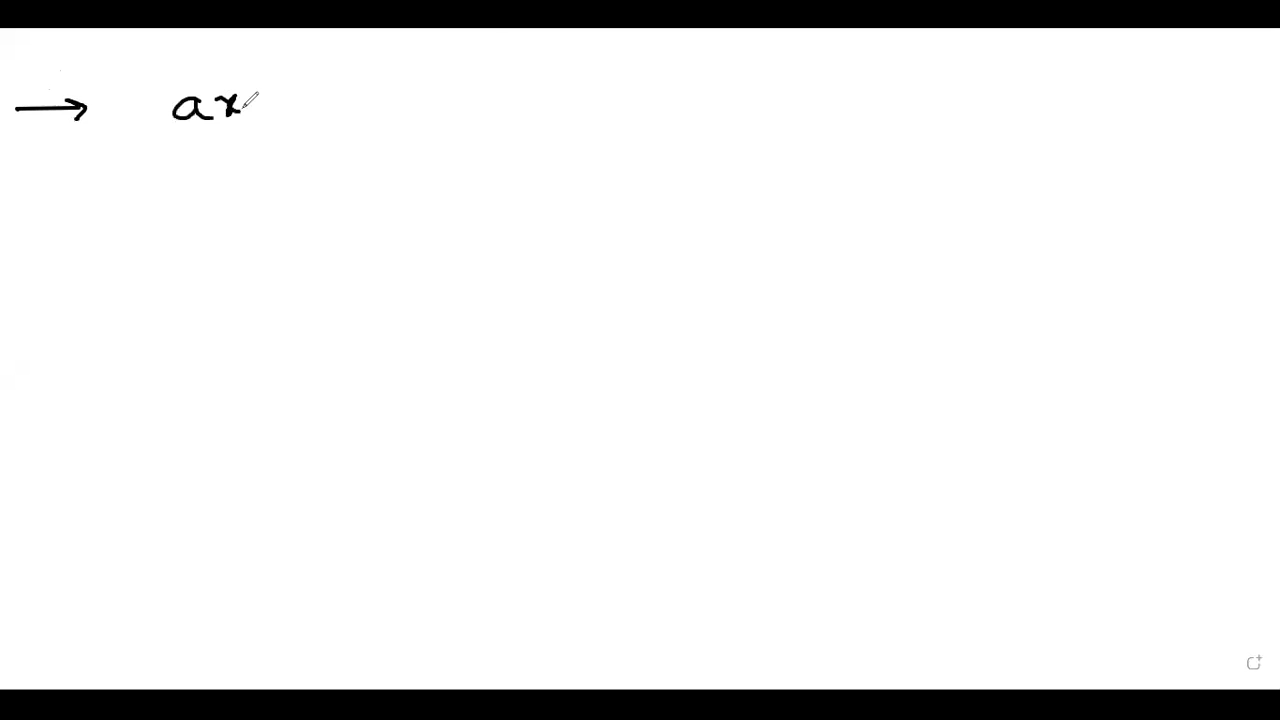 → ax